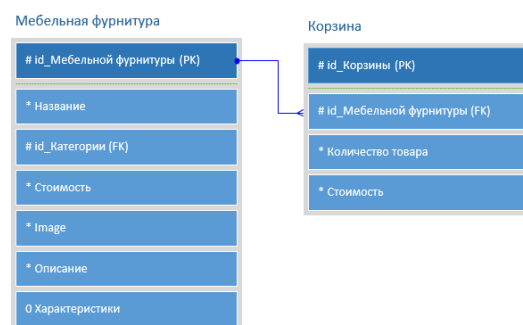 Мебельная фурнитура
# id_Мебельной фурнитуры (PK)
* Название
# id_Категории (FK)
* Стоимость
* Image
* Описание
0 Характеристики
Корзина
# id_Корзины (PK)
# id_Мебельной фурнитуры (FK)
* Количество товара
* Стоимость